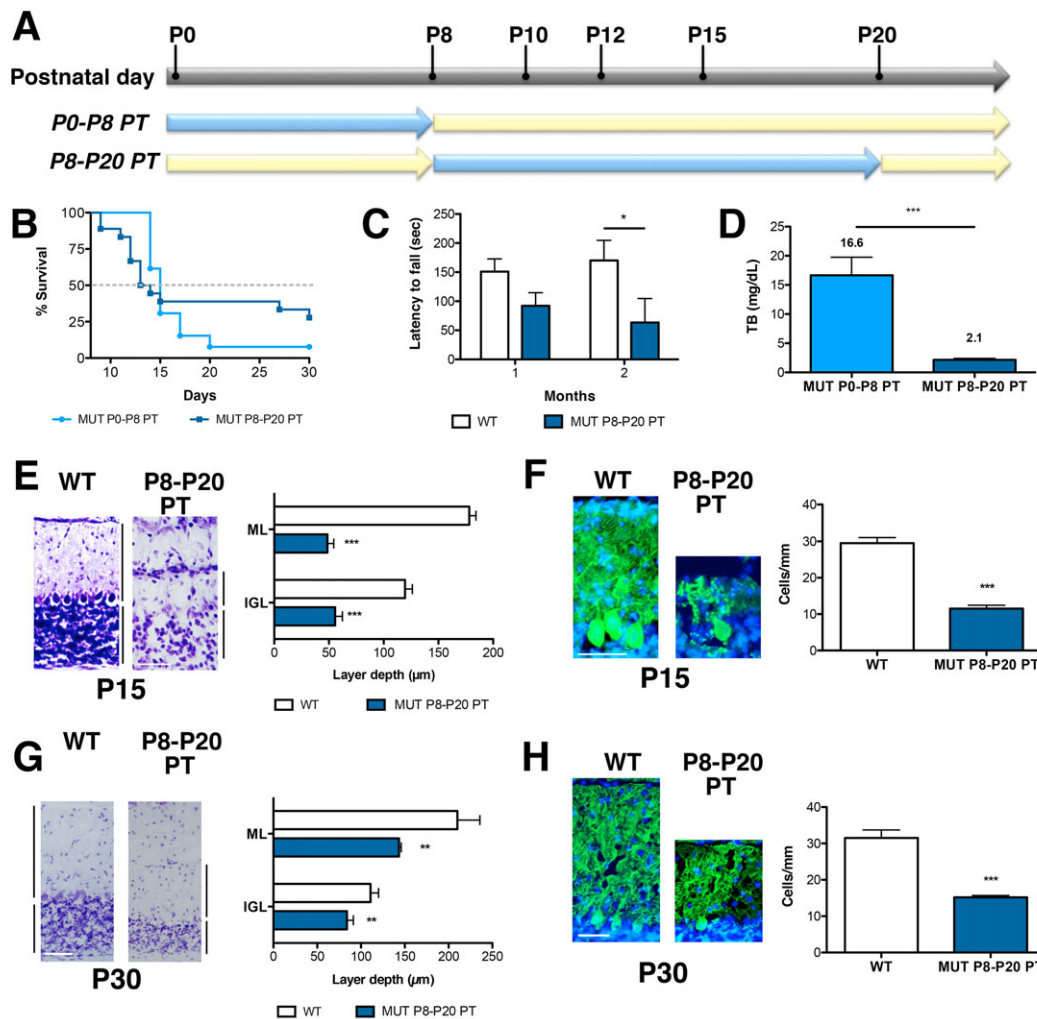 A
P0 P8 P10 P12 P15 P20
Postnatal day
P0-P8 PT
P8-P20 PT
B
% Survival
100
75
50
25
0
10 15 20 25 30
Days
MUT P0-P8 PT MUT P8-P20 PT
C
Latency to fall (sec)
250
200
150
100
50
0
*
1 2
Months
WT MUT P8-P20 PT
D
TB (mg/dL)
25
20
15
10
5
0
***
16.6
2.1
MUT P0-P8 PT MUT P8-P20 PT
E
WT P8-P20
PT
P15
ML
***
IGL
***
0 50 100 150 200
Layer depth (µm)
WT MUT P8-P20 PT
F
WT P8-P20
PT
P15
Cells/mm
40
30
20
10
0
***
WT MUT P8-P20 PT
G
WT P8-P20
PT
P30
ML
**
IGL
**
0 50 100 150 200 250
Layer depth (µm)
WT MUT P8-P20 PT
H
WT P8-P20
PT
P30
Cells/mm
40
30
20
10
0
***
WT MUT P8-P20 PT